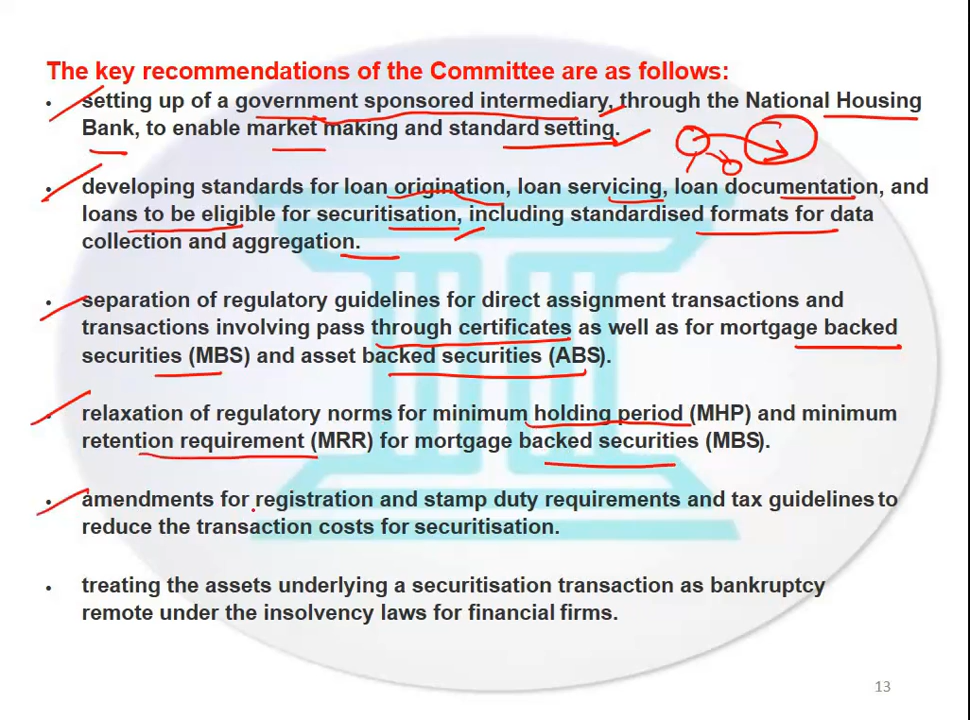 The key recommendations of the Committee are as follows:
• setting up of a government sponsored intermediary, through the National Housing
Bank, to enable market making and standard setting.
• developing standards for loan origination, loan servicing, loan documentation, and
loans to be eligible for securitisation, including standardised formats for data
collection and aggregation.
• separation of regulatory guidelines for direct assignment transactions and
transactions involving pass through certificates as well as for mortgage backed
securities (MBS) and asset backed securities (ABS).
• relaxation of regulatory norms for minimum holding period (MHP) and minimum
retention requirement (MRR) for mortgage backed securities (MBS).
• amendments for registration and stamp duty requirements and tax guidelines to
reduce the transaction costs for securitisation.
• treating the assets underlying a securitisation transaction as bankruptcy
remote under the insolvency laws for financial firms.
13